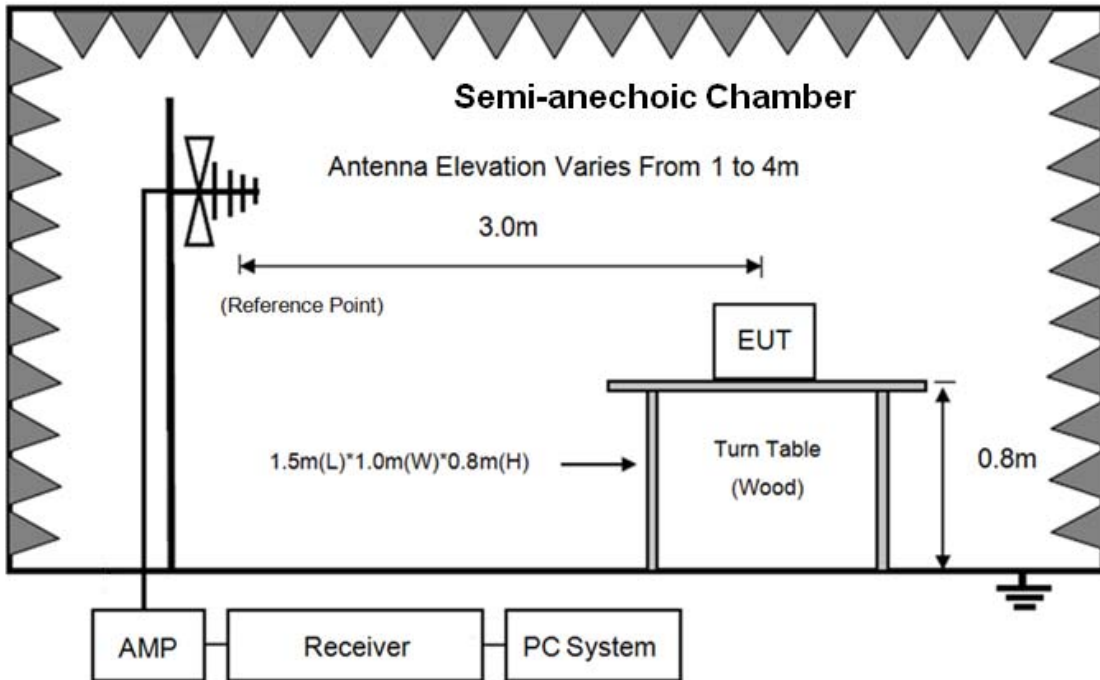 Semi-anechoic Chamber
Antenna Elevation Varies From 1 to 4m
3.0m
(Reference Point)
EUT
1.5m(L)*1.0m(W)*0.8m(H)
Turn Table
(Wood)
0.8m
AMP
Receiver
PC System